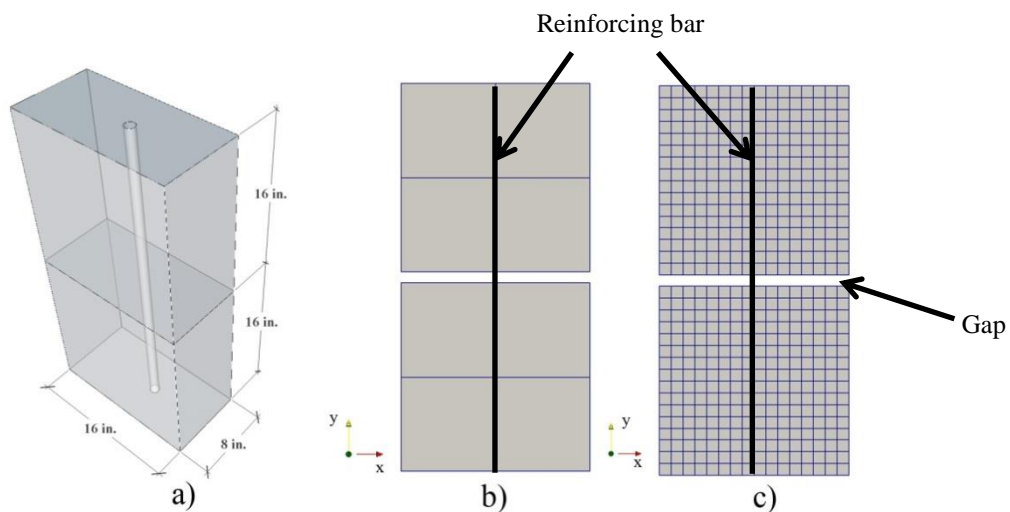 Reinforcing bar
16 in.
16 in.
16 in.
8 in.
Gap
y
x
y
x
a)
b)
c)